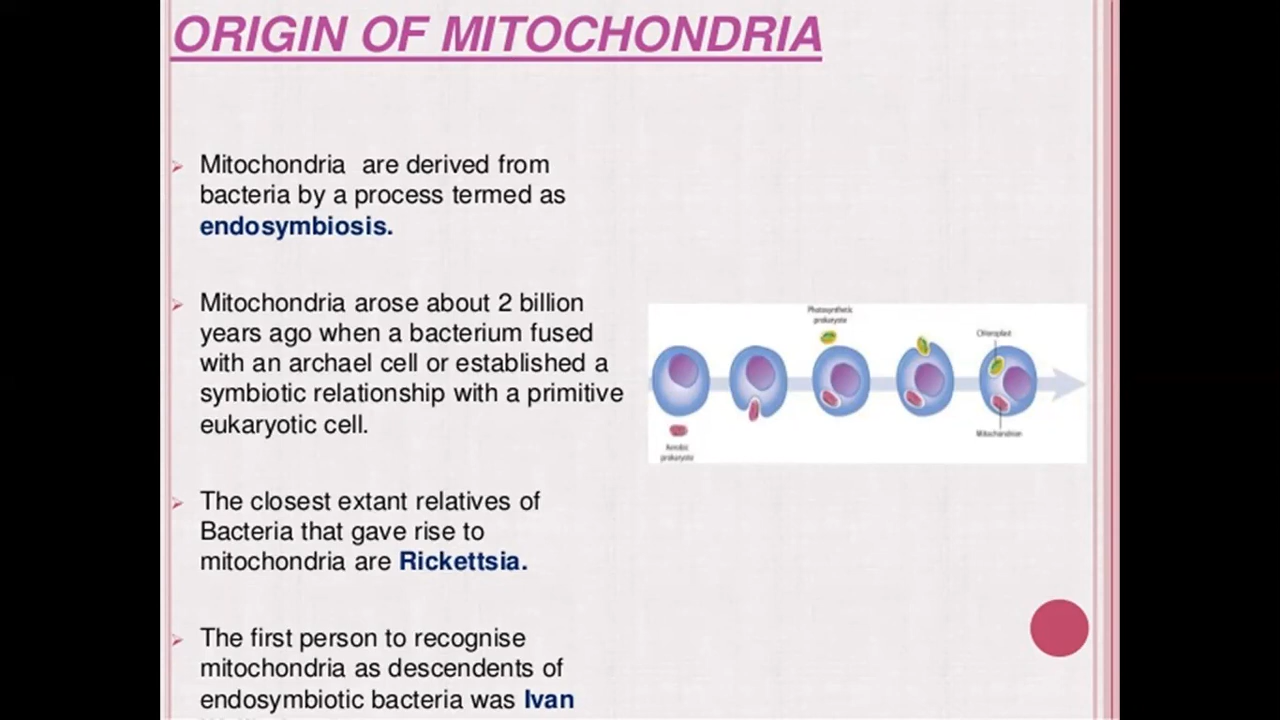 ORIGIN OF MITOCHONDRIA
Mitochondria are derived from
bacteria by a process termed as
endosymbiosis.
Mitochondria arose about 2 billion
years ago when a bacterium fused
with an archael cell or established a
symbiotic relationship with a primitive
eukaryotic cell.
The closest extant relatives of
Bacteria that gave rise to
mitochondria are Rickettsia.
The first person to recognise
mitochondria as descendents of
endosymbiotic bacteria was Ivan
Photosynthetic
prokaryote
Chloroplast
Aerobic
prokaryote
Mitochondrion